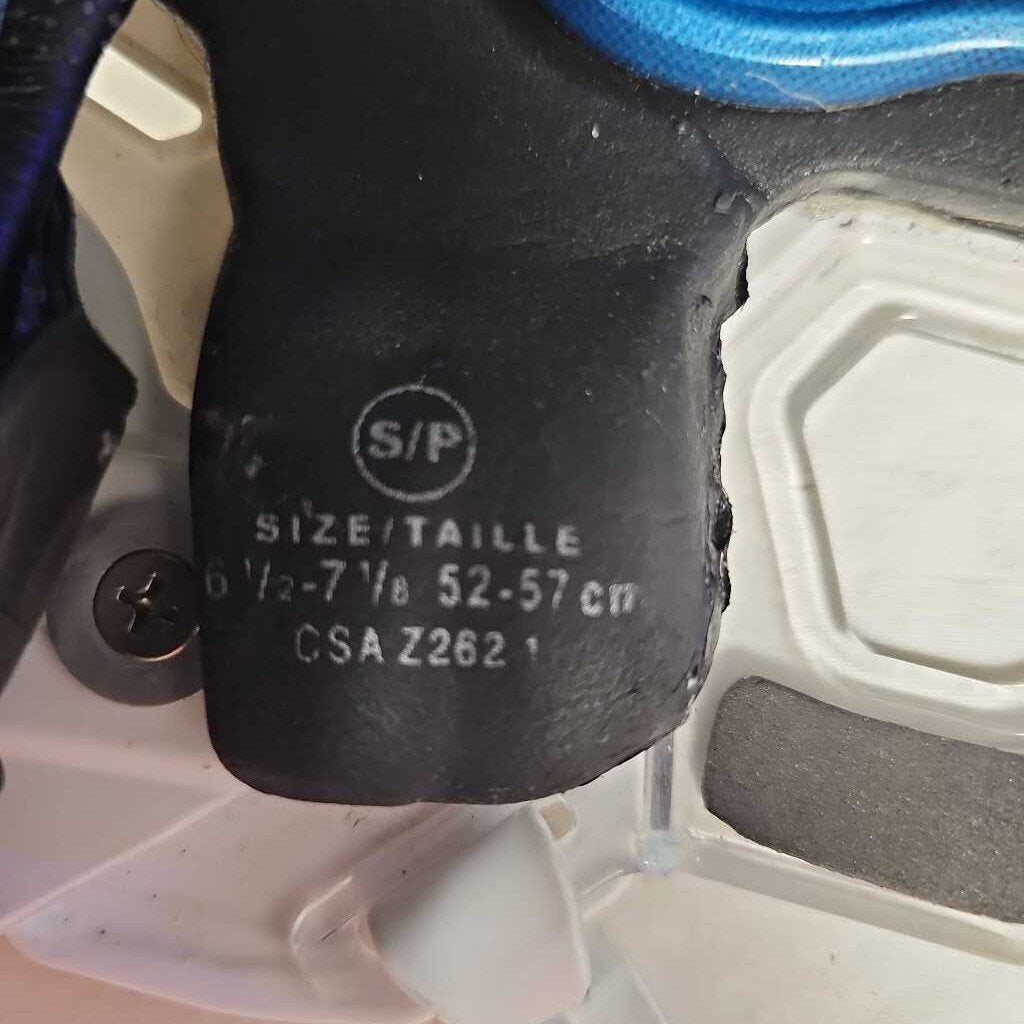 S/P
SIZE/TAILLE
6 1/2-7 1/8 52-57 cm
CSA Z262 1